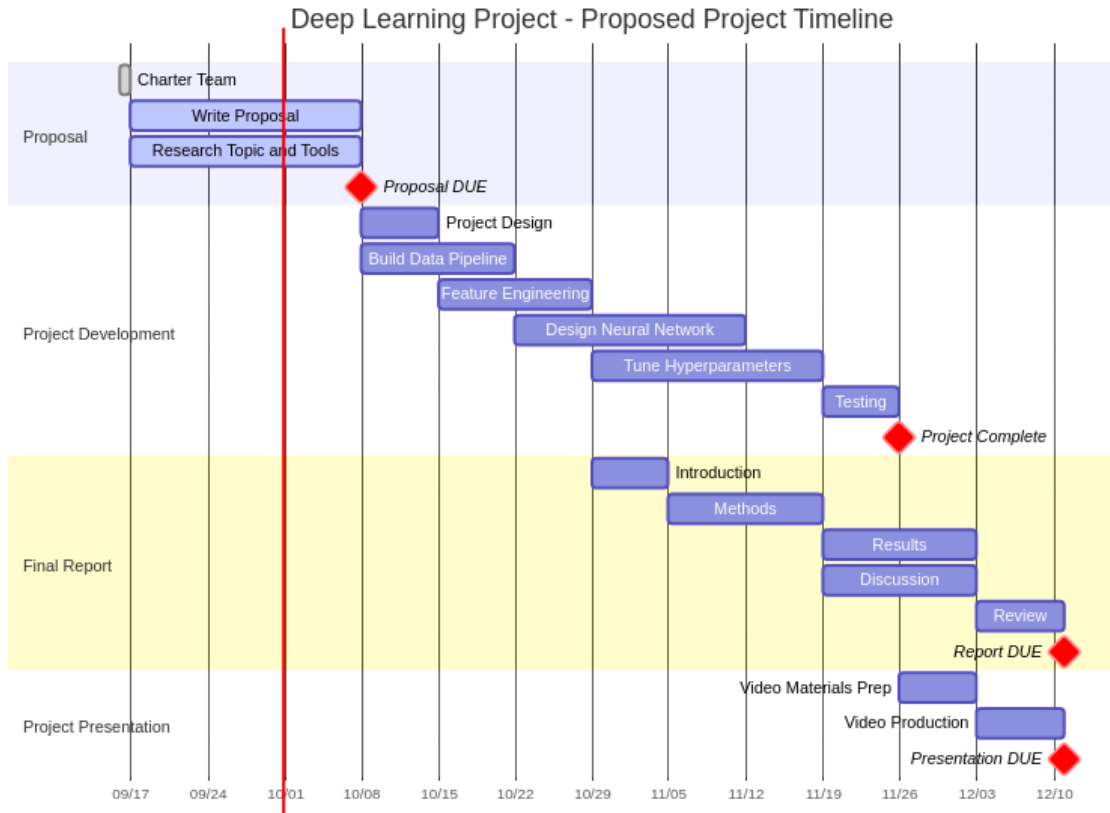 Deep Learning Project - Proposed Project Timeline
Proposal
Charter Team
Write Proposal
Research Topic and Tools
Proposal DUE
Project Development
Project Design
Build Data Pipeline
Feature Engineering
Design Neural Network
Tune Hyperparameters
Testing
Project Complete
Final Report
Introduction
Methods
Results
Discussion
Review
Report DUE
Project Presentation
Video Materials Prep
Video Production
Presentation DUE
09/17 09/24 10/01 10/08 10/15 10/22 10/29 11/05 11/12 11/19 11/26 12/03 12/10